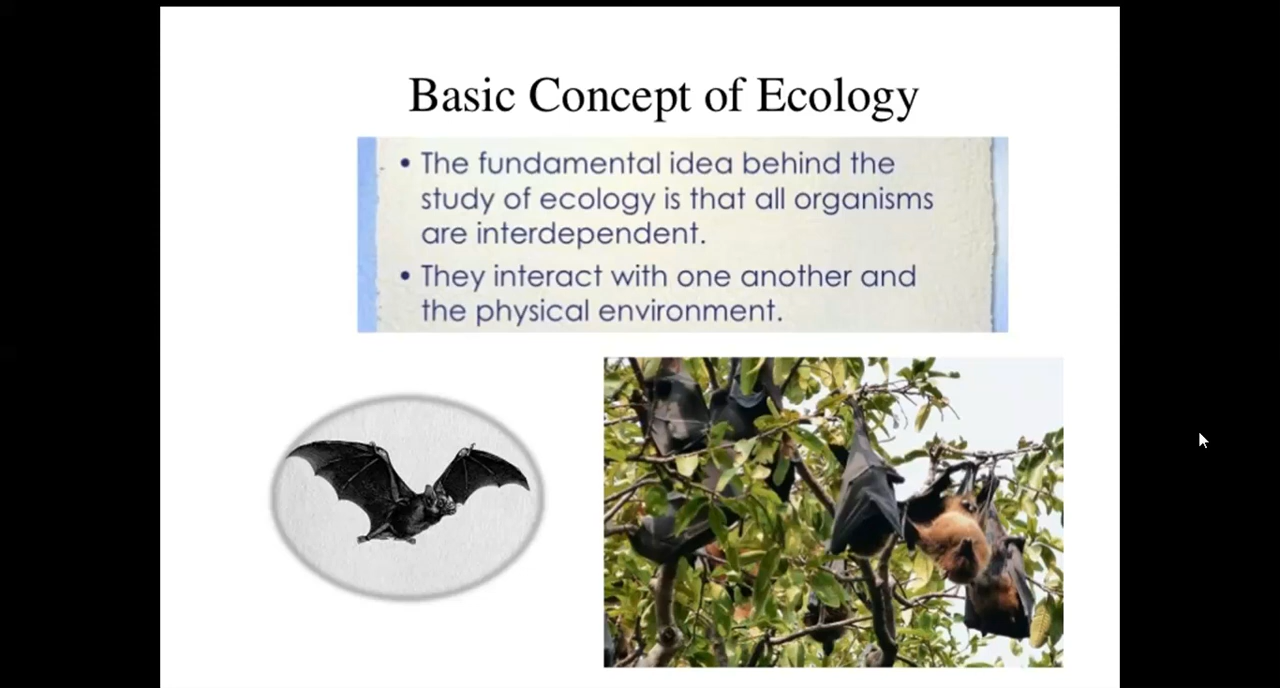 Basic Concept of Ecology
• The fundamental idea behind the
study of ecology is that all organisms
are interdependent.
• They interact with one another and
the physical environment.